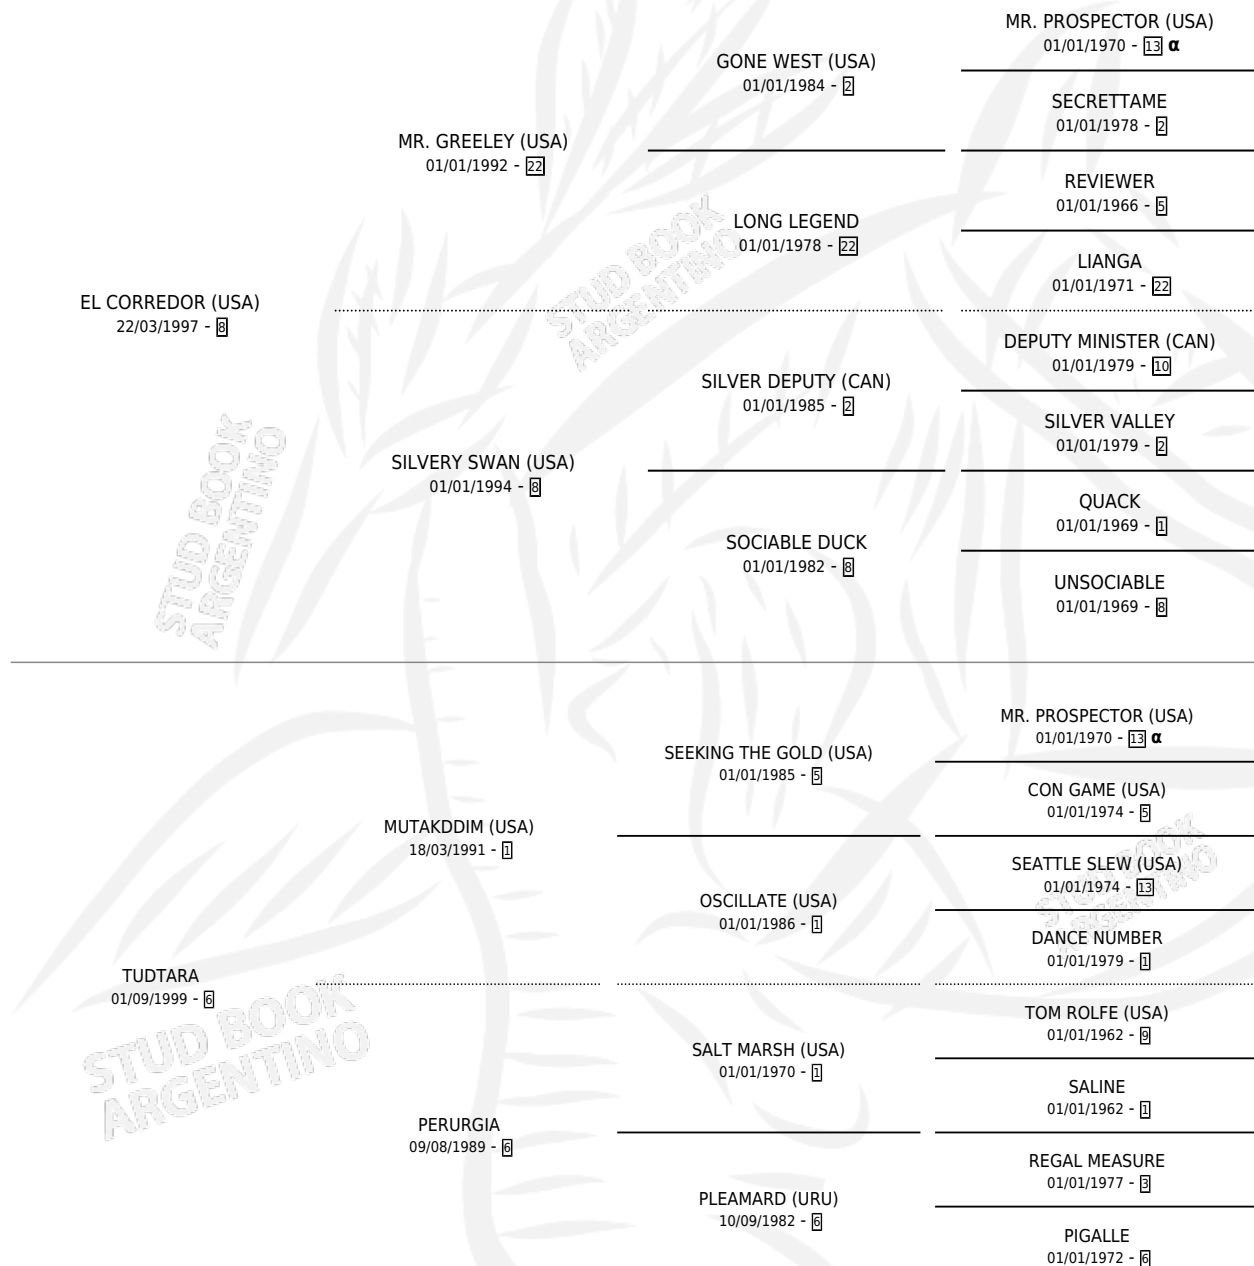 MR. PROSPECTOR (USA)
01/01/1970 - 13 α
GONE WEST (USA)
01/01/1984 - 2
SECRETTAME
01/01/1978 - 2
MR. GREELEY (USA)
01/01/1992 - 22
REVIEWER
01/01/1966 - 5
LONG LEGEND
01/01/1978 - 22
LIANGA
01/01/1971 - 22
EL CORREDOR (USA)
22/03/1997 - 8
DEPUTY MINISTER (CAN)
01/01/1979 - 10
SILVER DEPUTY (CAN)
01/01/1985 - 2
SILVER VALLEY
01/01/1979 - 2
SILVERY SWAN (USA)
01/01/1994 - 8
QUACK
01/01/1969 - 1
SOCIABLE DUCK
01/01/1982 - 8
UNSOCIABLE
01/01/1969 - 8
MR. PROSPECTOR (USA)
01/01/1970 - 13 α
SEEKING THE GOLD (USA)
01/01/1985 - 5
CON GAME (USA)
01/01/1974 - 5
MUTAKDDIM (USA)
18/03/1991 - 1
SEATTLE SLEW (USA)
01/01/1974 - 13
OSCILLATE (USA)
01/01/1986 - 1
DANCE NUMBER
01/01/1979 - 1
TUDTARA
01/09/1999 - 6
TOM ROLFE (USA)
01/01/1962 - 9
SALT MARSH (USA)
01/01/1970 - 1
SALINE
01/01/1962 - 1
PERURGIA
09/08/1989 - 6
REGAL MEASURE
01/01/1977 - 3
PLEAMARD (URU)
10/09/1982 - 6
PIGALLE
01/01/1972 - 6
STUD BOOK
ARGENTINO
STUD BOOK
ARGENTINO
STUD BOOK
ARGENTINO
STUD BOOK
ARGENTINO